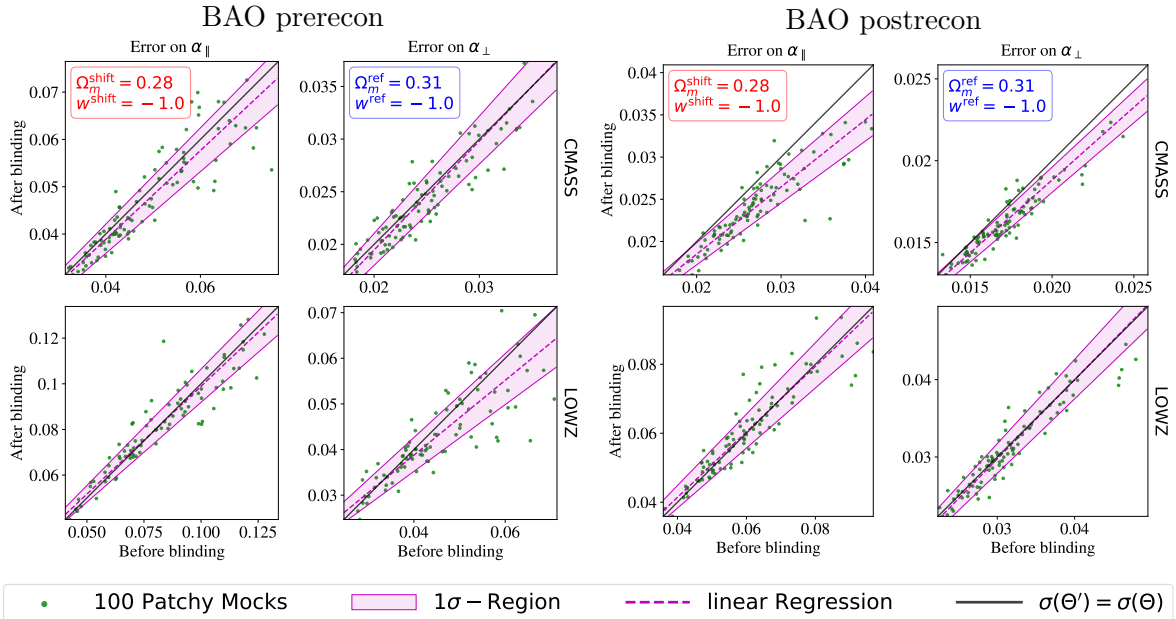 BAO prerecon
BAO postrecon
Error on α∥
Error on α⊥
Error on α∥
Error on α⊥
Ω_m^shift = 0.28
w^shift = −1.0
Ω_m^ref = 0.31
w^ref = −1.0
Ω_m^shift = 0.28
w^shift = −1.0
Ω_m^ref = 0.31
w^ref = −1.0
After blinding
0.07
0.06
0.05
0.04
0.04 0.06
0.035
0.030
0.025
0.020
0.02 0.03
CMASS
After blinding
0.04
0.03
0.03
0.02
0.02
0.02 0.03 0.03 0.04 0.04
0.025
0.020
0.015
0.015 0.020 0.025
CMASS
After blinding
0.12
0.1
0.08
0.06
0.050 0.075 0.100 0.125
Before blinding
0.07
0.06
0.05
0.04
0.03
0.04 0.06
Before blinding
LOWZ
After blinding
0.08
0.06
0.04
0.04 0.06 0.08
Before blinding
0.04
0.03
0.03 0.04
Before blinding
LOWZ
100 Patchy Mocks
1σ − Region
linear Regression
σ(Θ′) = σ(Θ)